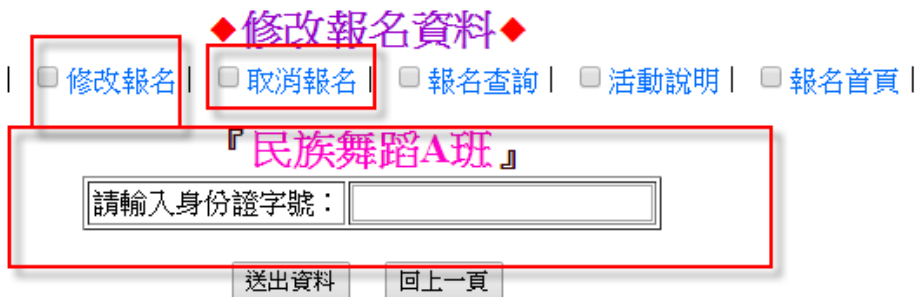 ◆修改報名資料◆
| 修改報名 | 取消報名 | 報名查詢 | 活動說明 | 報名首頁 |
『民族舞蹈A班』
請輸入身份證字號：
送出資料 回上一頁